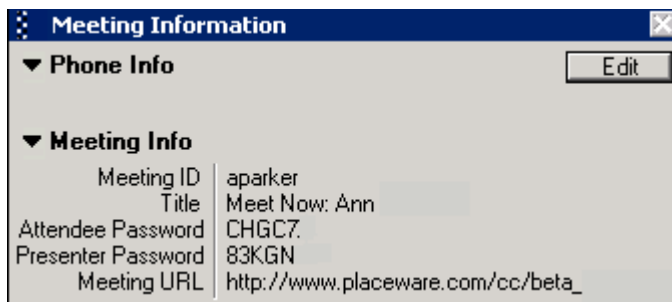 Meeting Information
Phone Info
Edit
Meeting Info
Meeting ID aparker
Title Meet Now: Ann
Attendee Password CHGC7.
Presenter Password 83KGN
Meeting URL http://www.placeware.com/cc/beta_